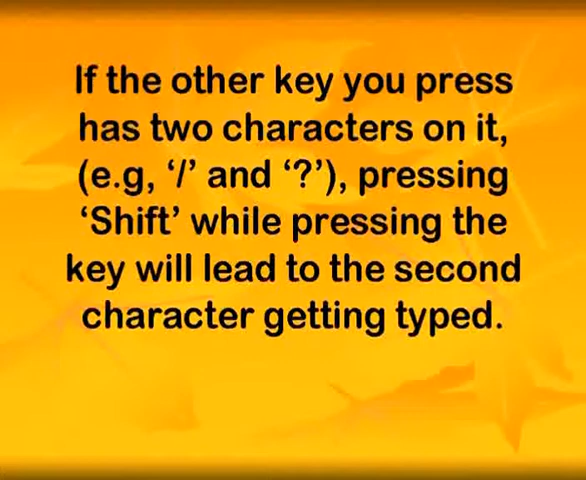 If the other key you press
has two characters on it,
(e.g, ‘/’ and ‘?’), pressing
‘Shift’ while pressing the
key will lead to the second
character getting typed.